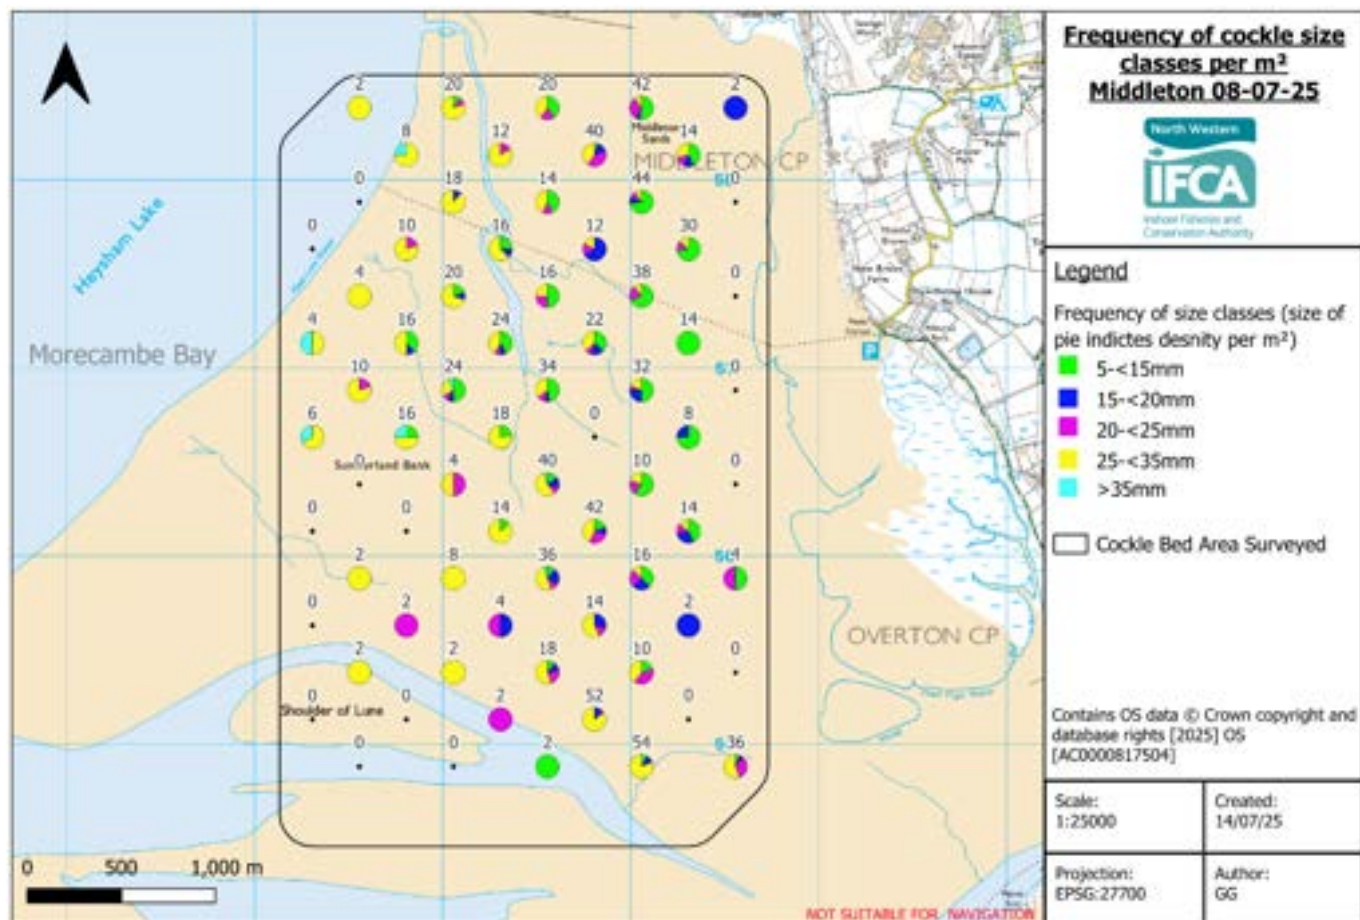 Frequency of cockle size
classes per m²
Middleton 08-07-25
North Western
IFCA
Inshore Fisheries and
Conservation Authority
Legend
Frequency of size classes (size of
pie indictes desnity per m²)
5-<15mm
15-<20mm
20-<25mm
25-<35mm
>35mm
Cockle Bed Area Surveyed
Contains OS data © Crown copyright and
database rights [2025] OS
[AC0000817504]
Scale:
1:25000
Created:
14/07/25
Projection:
EPSG:27700
Author:
GG
2 20 20 42 2
8 12 40 14
Middleton
Sands
MIDDLETON CP
0 18 14 44 0
0 10 16 12 30
Heysham Lake
4 20 16 38 0
4 16 24 22 14
Morecambe Bay
P
10 24 34 32 0
6 16 18 0 8
Sunderland Bank
0 4 40 10 0
0 0 14 42 14
2 8 36 16 4
0 2 4 14 2
OVERTON CP
2 2 18 10 0
0 0 2 52 0
Shoulder of Lune
0 0 2 54 36
0 500 1,000 m
NOT SUITABLE FOR NAVIGATION